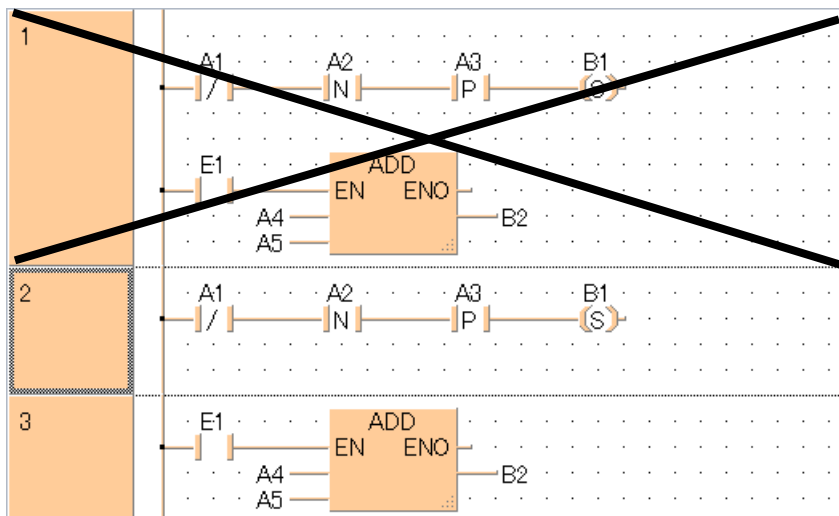 1
A1 A2 A3 B1
/ N P S
E1 ADD
EN ENO
A4 B2
A5
2
A1 A2 A3 B1
/ N P S
3
E1 ADD
EN ENO
A4 B2
A5